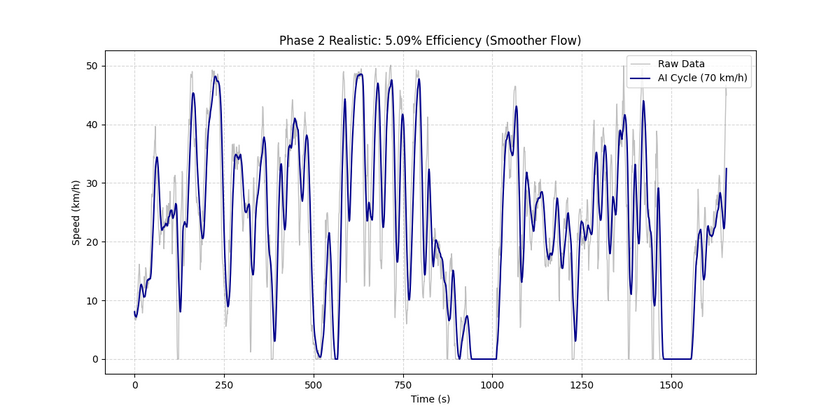 Phase 2 Realistic: 5.09% Efficiency (Smoother Flow)
Raw Data
AI Cycle (70 km/h)
Speed (km/h)
50
40
30
20
10
0
0 250 500 750 1000 1250 1500
Time (s)